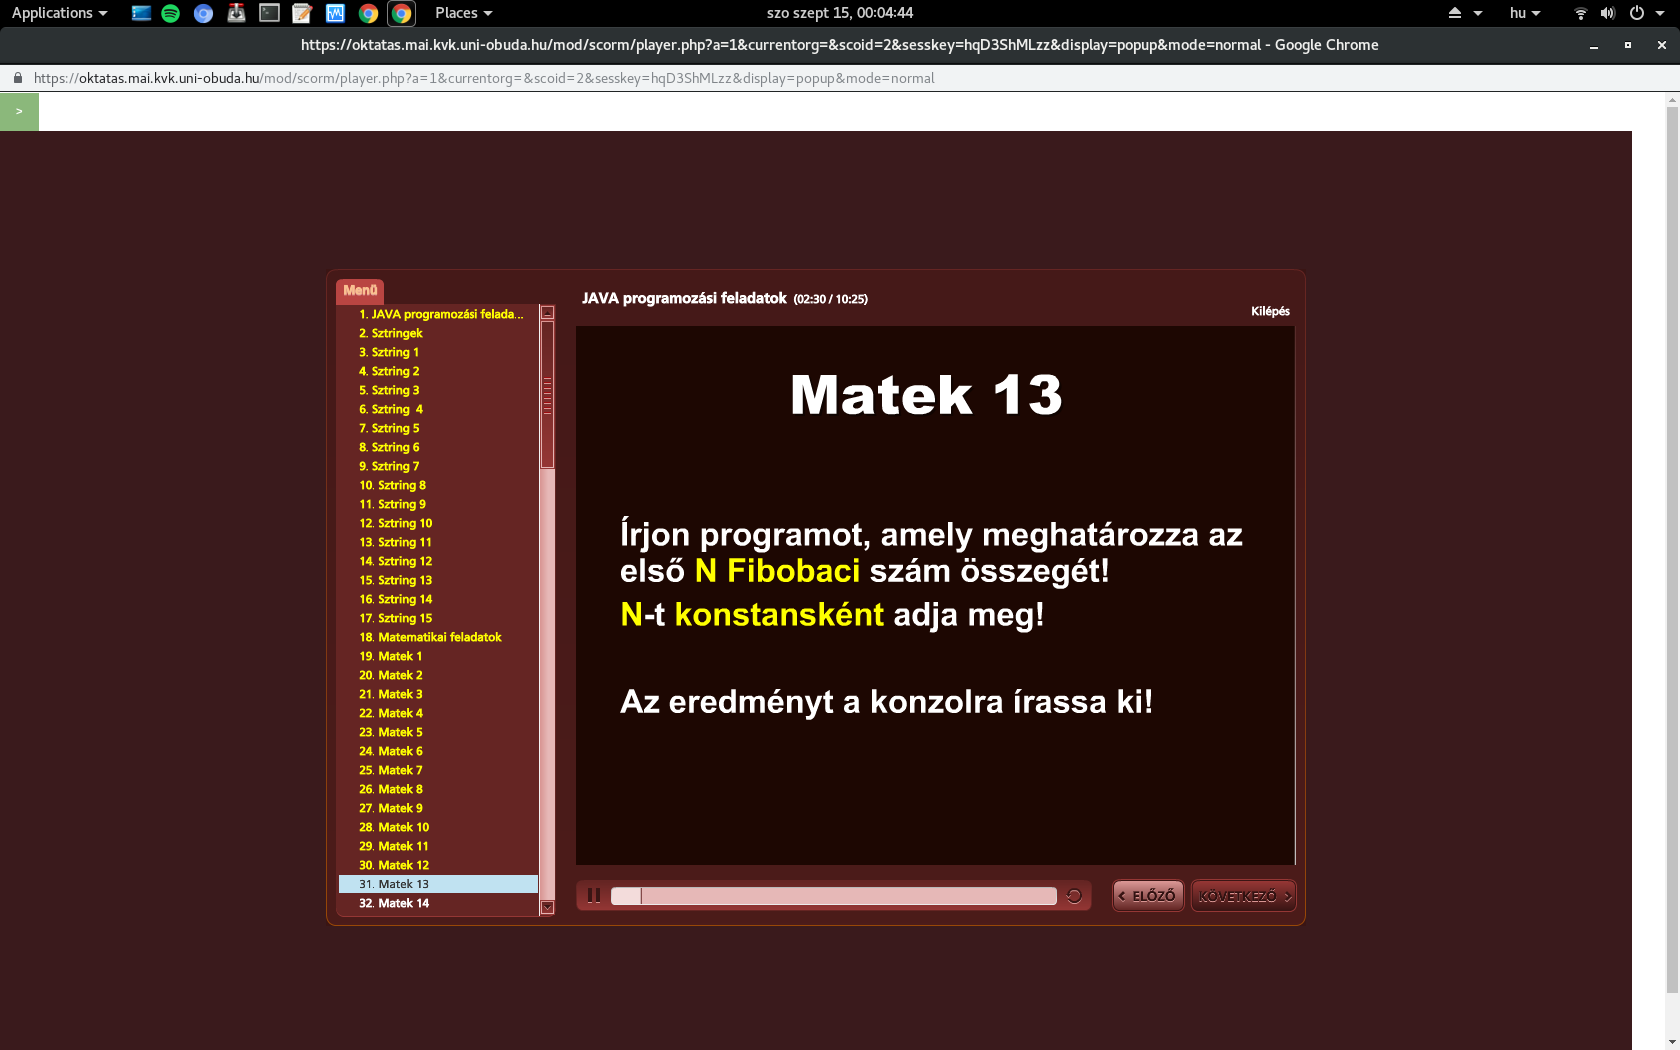 Applications
Places
szo szept 15, 00:04:44
hu
https://oktatas.mai.kvk.uni-obuda.hu/mod/scorm/player.php?a=1&currentorg=&scoid=2&sesskey=hqD3ShMLzz&display=popup&mode=normal - Google Chrome
https://oktatas.mai.kvk.uni-obuda.hu/mod/scorm/player.php?a=1&currentorg=&scoid=2&sesskey=hqD3ShMLzz&display=popup&mode=normal
>
Menü
1. JAVA programozási felada...
2. Sztringek
3. Sztring 1
4. Sztring 2
5. Sztring 3
6. Sztring 4
7. Sztring 5
8. Sztring 6
9. Sztring 7
10. Sztring 8
11. Sztring 9
12. Sztring 10
13. Sztring 11
14. Sztring 12
15. Sztring 13
16. Sztring 14
17. Sztring 15
18. Matematikai feladatok
19. Matek 1
20. Matek 2
21. Matek 3
22. Matek 4
23. Matek 5
24. Matek 6
25. Matek 7
26. Matek 8
27. Matek 9
28. Matek 10
29. Matek 11
30. Matek 12
31. Matek 13
32. Matek 14
JAVA programozási feladatok (02:30 / 10:25)
Kilépés
Matek 13
Írjon programot, amely meghatározza az
első N Fibobaci szám összegét!
N-t konstansként adja meg!
Az eredményt a konzolra írassa ki!
< ELŐZŐ
KÖVETKEZŐ >